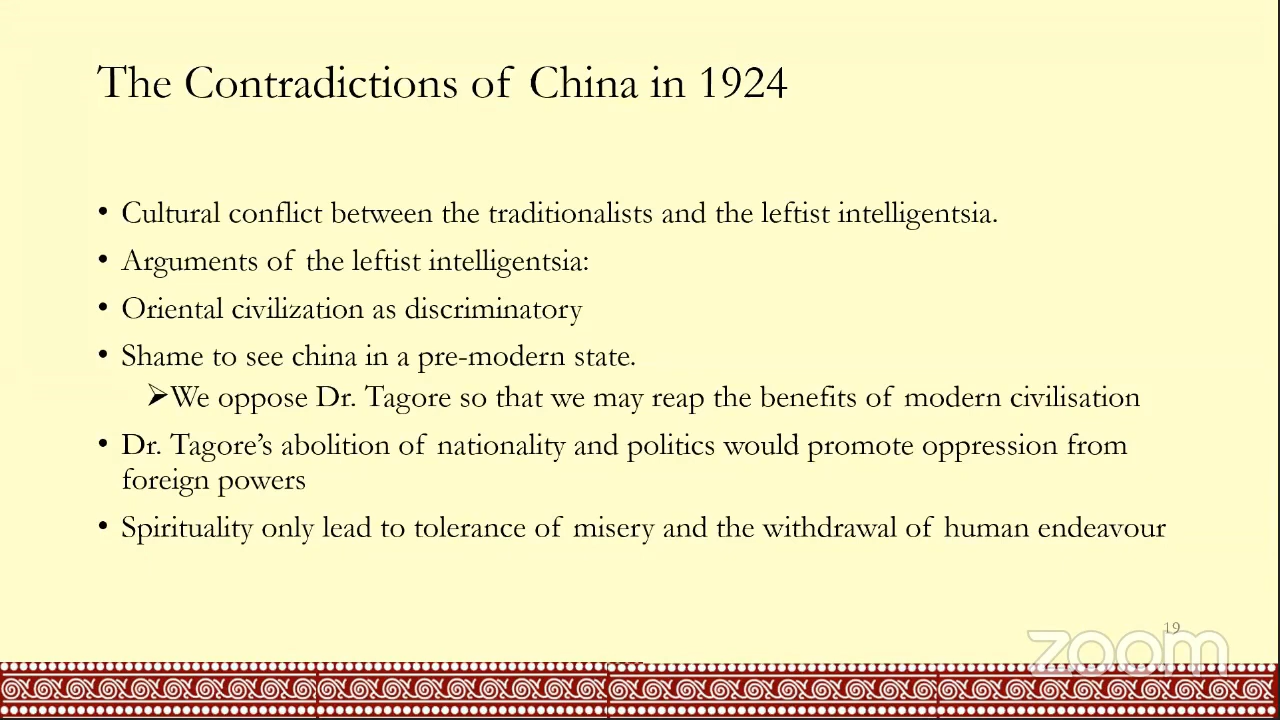 The Contradictions of China in 1924
• Cultural conflict between the traditionalists and the leftist intelligentsia.
• Arguments of the leftist intelligentsia:
• Oriental civilization as discriminatory
• Shame to see china in a pre-modern state.
➢We oppose Dr. Tagore so that we may reap the benefits of modern civilisation
• Dr. Tagore’s abolition of nationality and politics would promote oppression from
foreign powers
• Spirituality only lead to tolerance of misery and the withdrawal of human endeavour
19
zoom